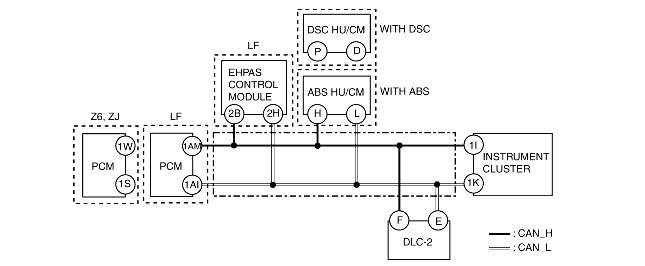 DSC HU/CM
WITH DSC
P
D
LF
EHPAS
CONTROL
MODULE
ABS HU/CM
WITH ABS
2B
2H
H
L
Z6, ZJ
LF
1W
1AM
1I
PCM
PCM
INSTRUMENT
CLUSTER
1S
1AI
1K
F
E
DLC-2
: CAN_H
: CAN_L